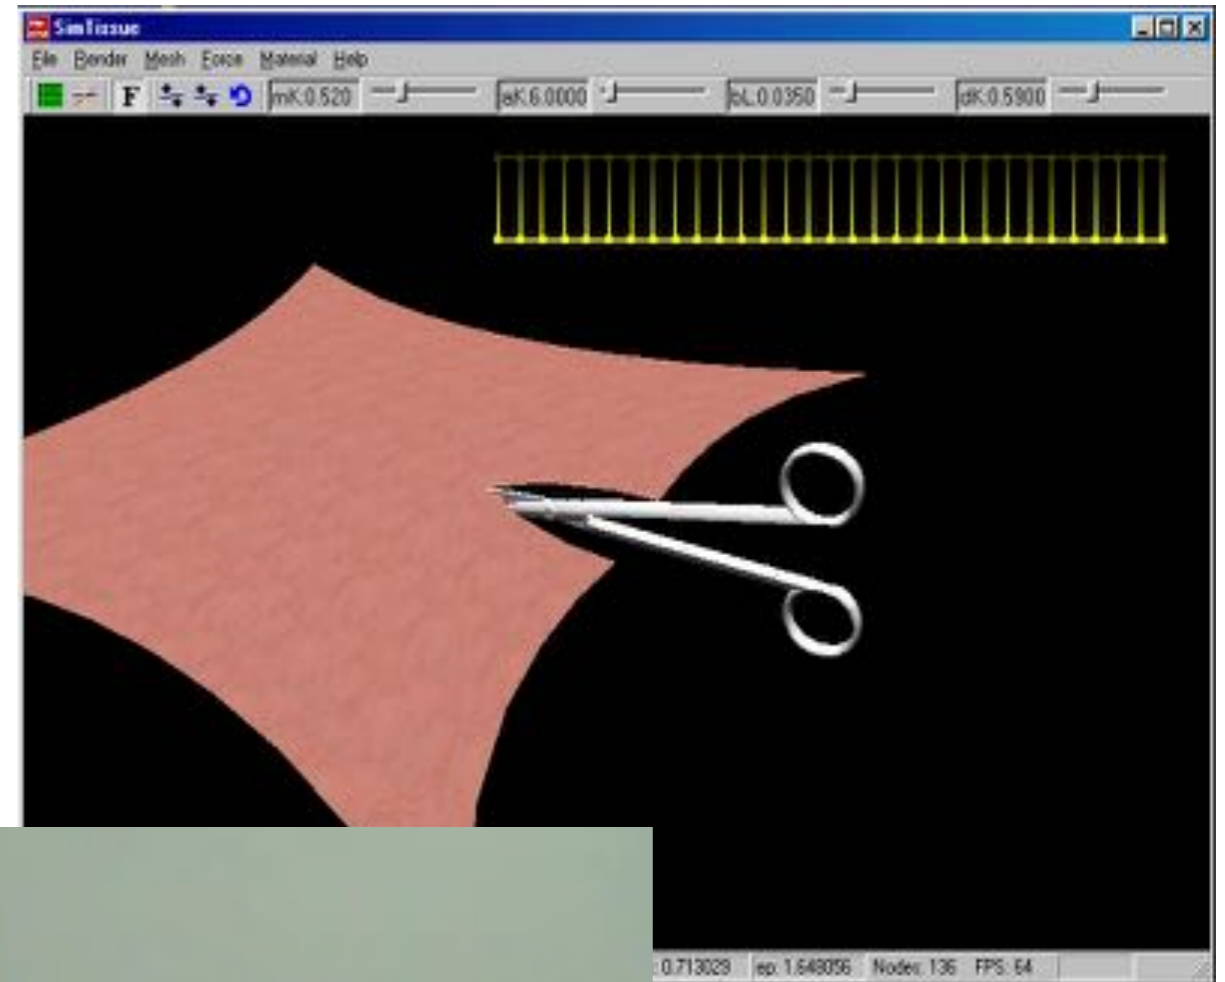 SimTissue
File Render Mesh Force Material Help
F mK:0.520 aK:6.0000 bL:0.0350 dK:0.5900
: 0.713029 ep: 1.648056 Nodes: 136 FPS: 64